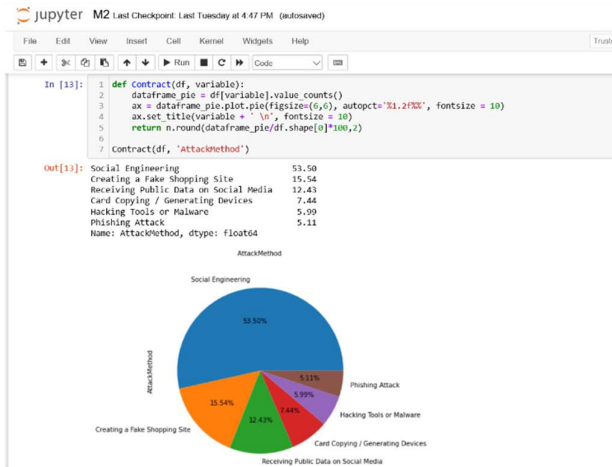 jupyter M2 Last Checkpoint: Last Tuesday at 4:47 PM (autosaved)
File Edit View Insert Cell Kernel Widgets Help Trust
Run Code
In [13]:
1 def Contract(df, variable):
2 dataframe_pie = df[variable].value_counts()
3 ax = dataframe_pie.plot.pie(figsize=(6,6), autopct='%1.2f%%', fontsize = 10)
4 ax.set_title(variable + ' \n', fontsize = 10)
5 return n.round(dataframe_pie/df.shape[0]*100,2)
6
7 Contract(df, 'AttackMethod')
Out[13]: Social Engineering 53.50
Creating a Fake Shopping Site 15.54
Receiving Public Data on Social Media 12.43
Card Copying / Generating Devices 7.44
Hacking Tools or Malware 5.99
Phishing Attack 5.11
Name: AttackMethod, dtype: float64
AttackMethod
Social Engineering
53.50%
AttackMethod
5.11%
Phishing Attack
5.99%
15.54%
7.44%
Hacking Tools or Malware
12.43%
Creating a Fake Shopping Site
Card Copying / Generating Devices
Receiving Public Data on Social Media